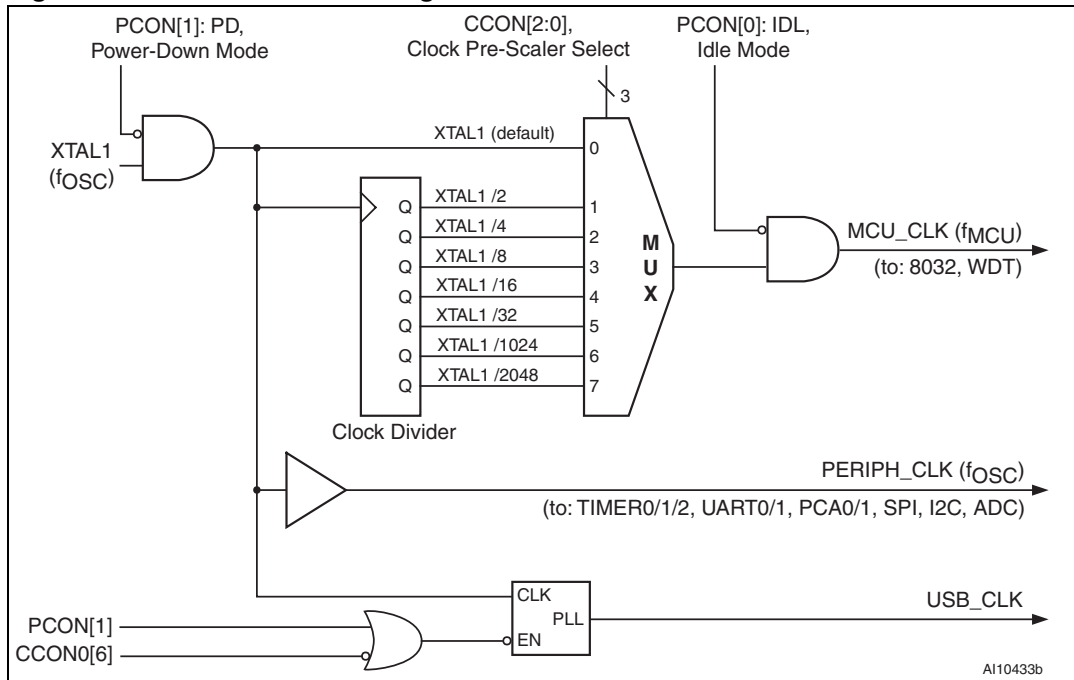 PCON[1]: PD,
Power-Down Mode
CCON[2:0],
Clock Pre-Scaler Select
PCON[0]: IDL,
Idle Mode
3
XTAL1
(fOSC)
XTAL1 (default)
0
Q
XTAL1 /2
1
Q
XTAL1 /4
2
Q
XTAL1 /8
3
Q
XTAL1 /16
4
Q
XTAL1 /32
5
Q
XTAL1 /1024
6
Q
XTAL1 /2048
7
M
U
X
MCU_CLK (fMCU)
(to: 8032, WDT)
Clock Divider
PERIPH_CLK (fOSC)
(to: TIMER0/1/2, UART0/1, PCA0/1, SPI, I2C, ADC)
CLK
PLL
EN
USB_CLK
PCON[1]
CCON0[6]
AI10433b